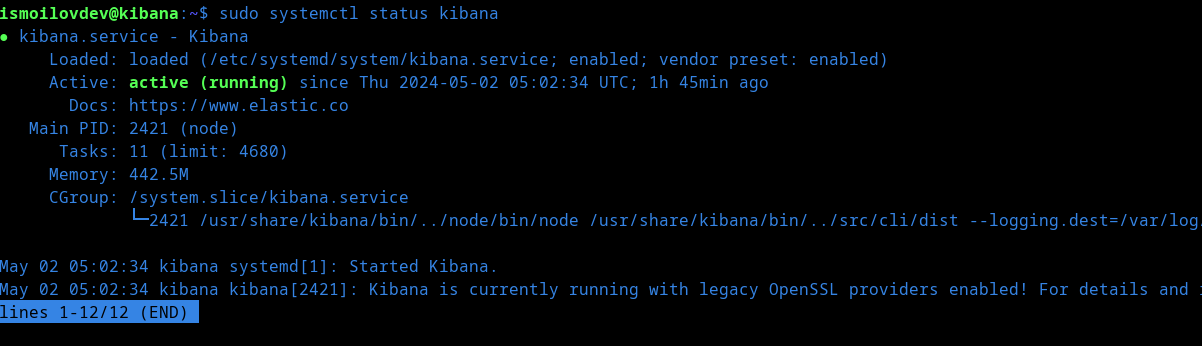 ismoilovdev@kibana:~$ sudo systemctl status kibana
● kibana.service - Kibana
Loaded: loaded (/etc/systemd/system/kibana.service; enabled; vendor preset: enabled)
Active: active (running) since Thu 2024-05-02 05:02:34 UTC; 1h 45min ago
Docs: https://www.elastic.co
Main PID: 2421 (node)
Tasks: 11 (limit: 4680)
Memory: 442.5M
CGroup: /system.slice/kibana.service
└─2421 /usr/share/kibana/bin/../node/bin/node /usr/share/kibana/bin/../src/cli/dist --logging.dest=/var/log
May 02 05:02:34 kibana systemd[1]: Started Kibana.
May 02 05:02:34 kibana kibana[2421]: Kibana is currently running with legacy OpenSSL providers enabled! For details and
lines 1-12/12 (END)